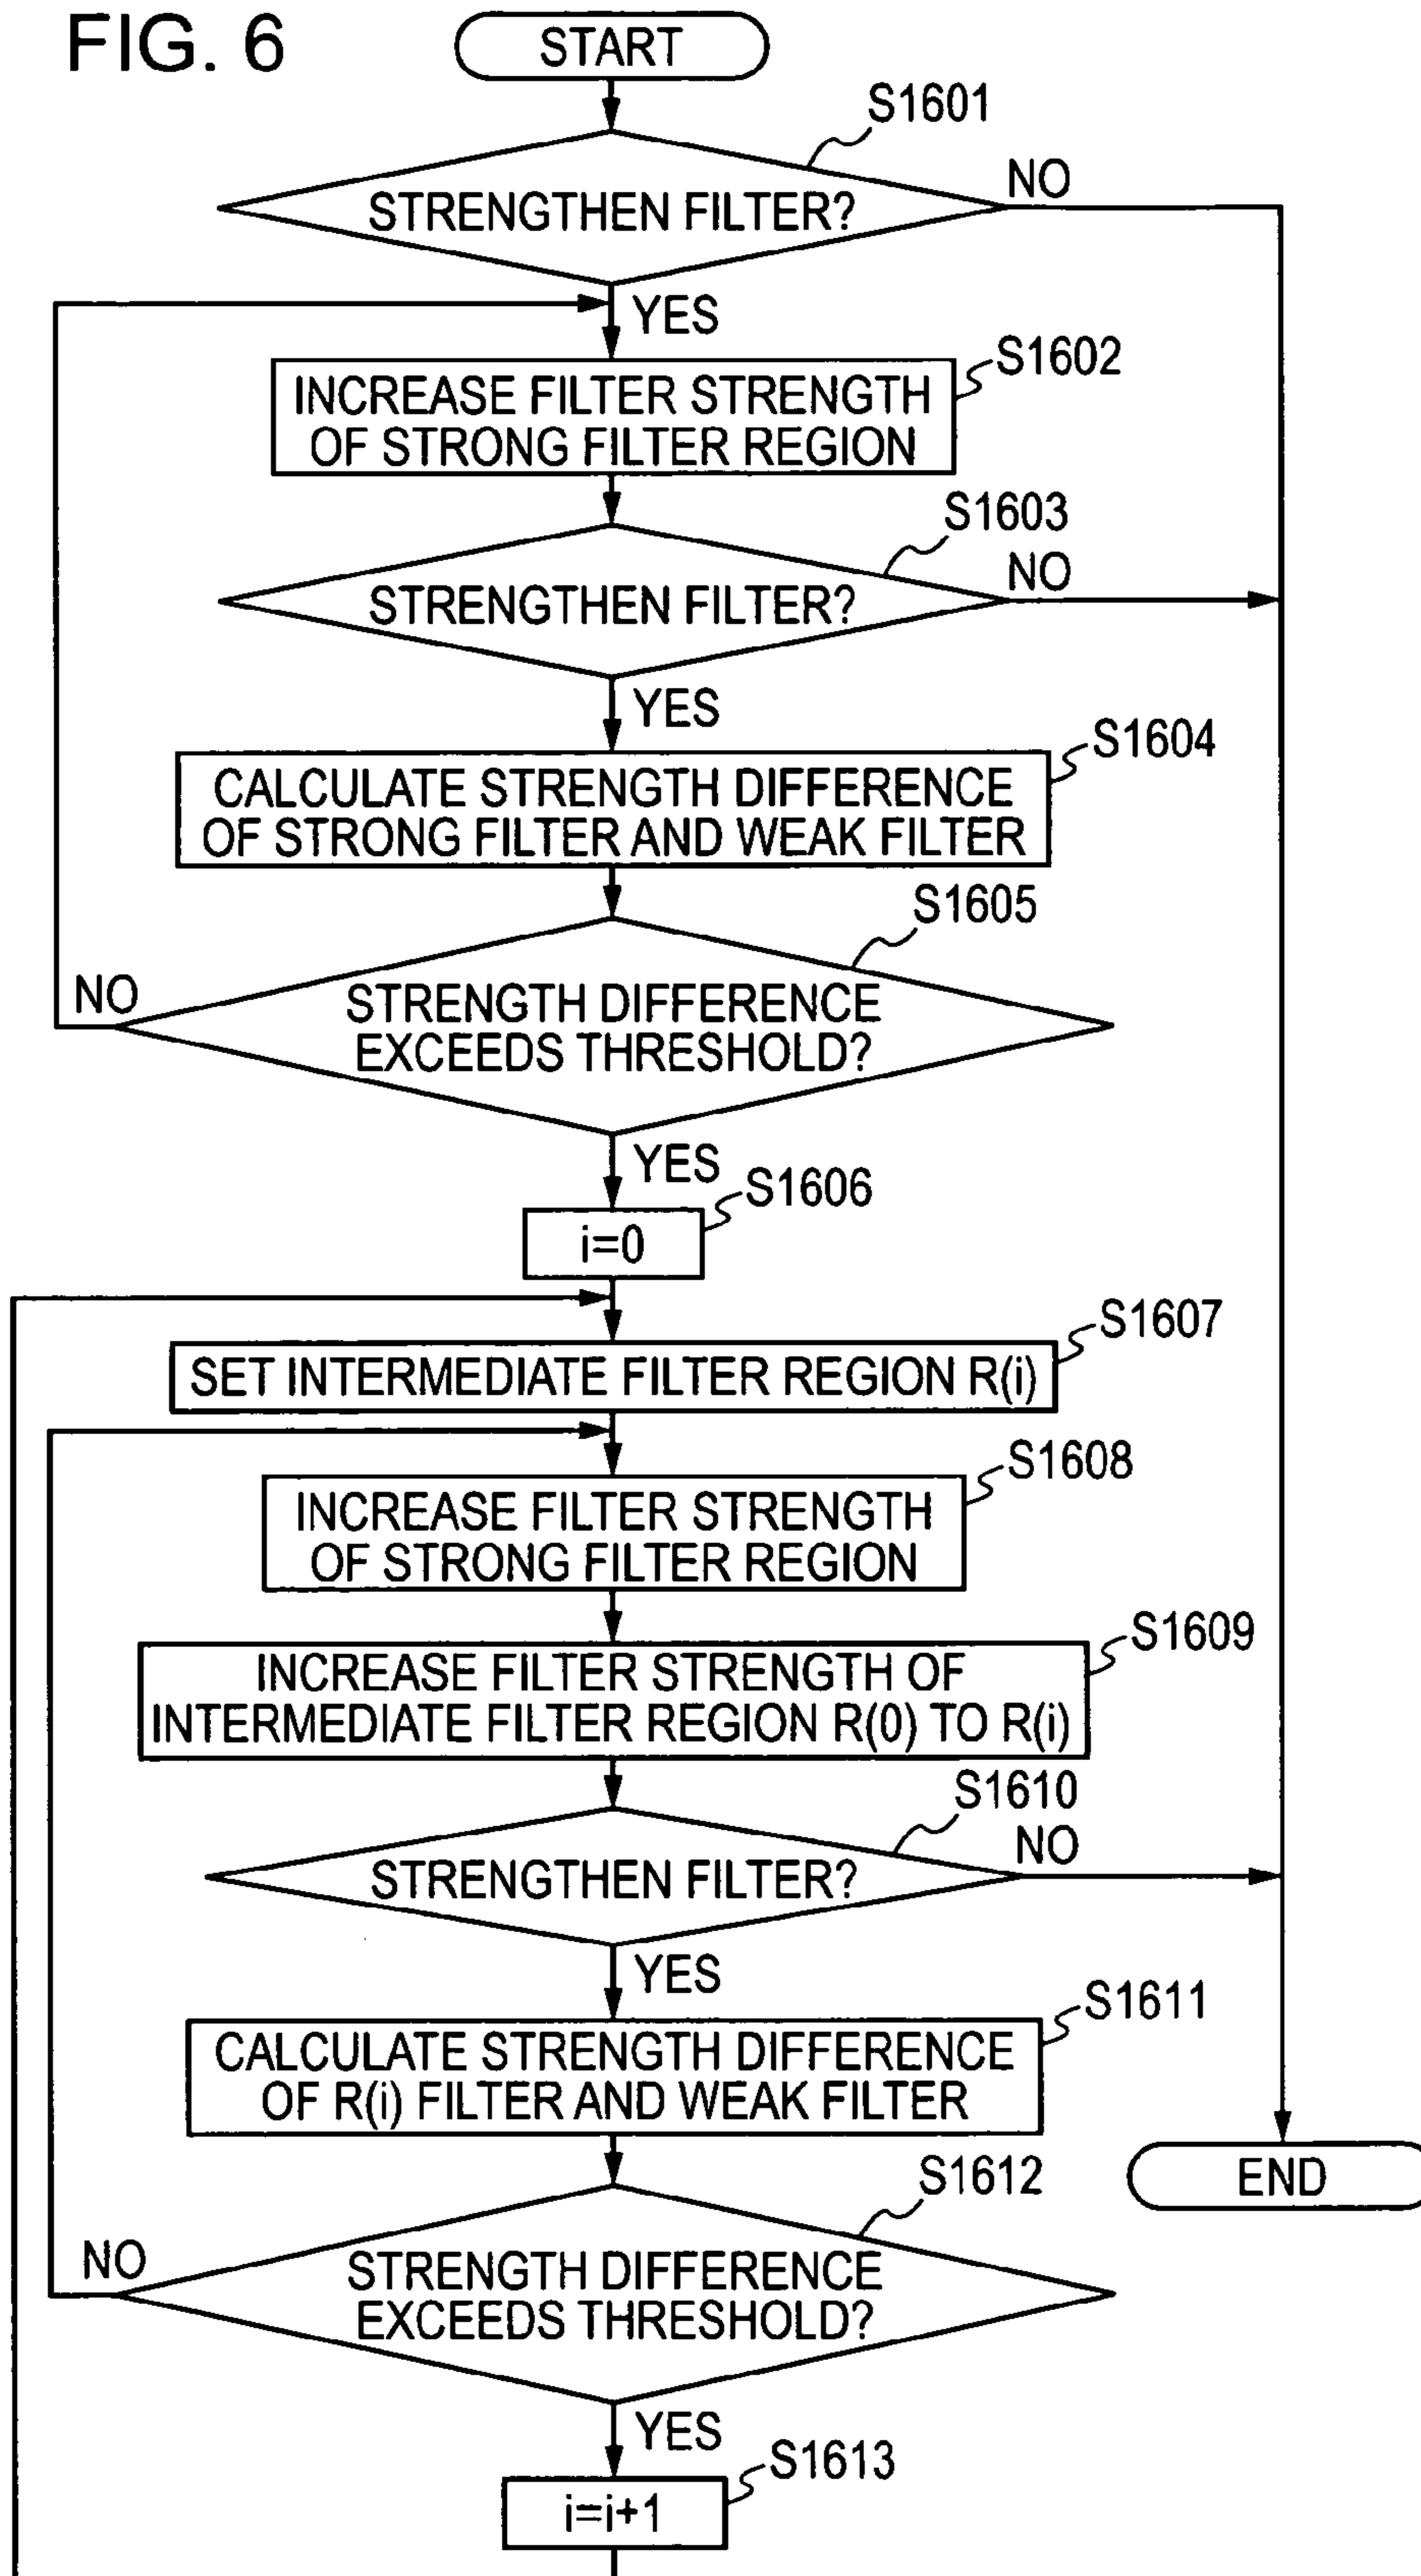 FIG. 6
START
S1601
STRENGTHEN FILTER?
NO
YES
S1602
INCREASE FILTER STRENGTH
OF STRONG FILTER REGION
S1603
STRENGTHEN FILTER?
NO
YES
S1604
CALCULATE STRENGTH DIFFERENCE
OF STRONG FILTER AND WEAK FILTER
S1605
STRENGTH DIFFERENCE
EXCEEDS THRESHOLD?
NO
YES
S1606
i=0
S1607
SET INTERMEDIATE FILTER REGION R(i)
S1608
INCREASE FILTER STRENGTH
OF STRONG FILTER REGION
S1609
INCREASE FILTER STRENGTH OF
INTERMEDIATE FILTER REGION R(0) TO R(i)
S1610
STRENGTHEN FILTER?
NO
YES
S1611
CALCULATE STRENGTH DIFFERENCE
OF R(i) FILTER AND WEAK FILTER
END
S1612
STRENGTH DIFFERENCE
EXCEEDS THRESHOLD?
NO
YES
S1613
i=i+1